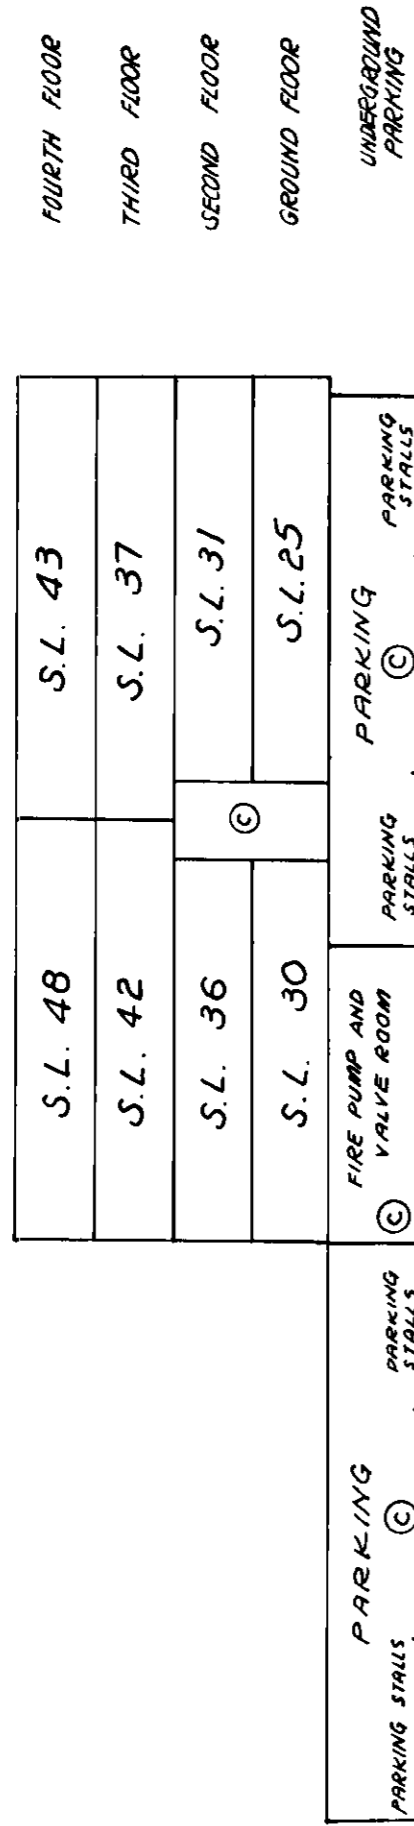 S.L. 48
S.L. 43
FOURTH FLOOR
S.L. 42
S.L. 37
THIRD FLOOR
S.L. 36
S.L. 31
SECOND FLOOR
C
S.L. 30
S.L. 25
GROUND FLOOR
PARKING
PARKING STALLS
C
PARKING
STALLS
FIRE PUMP AND
VALVE ROOM
C
PARKING
STALLS
PARKING
C
PARKING
STALLS
UNDERGROUND
PARKING